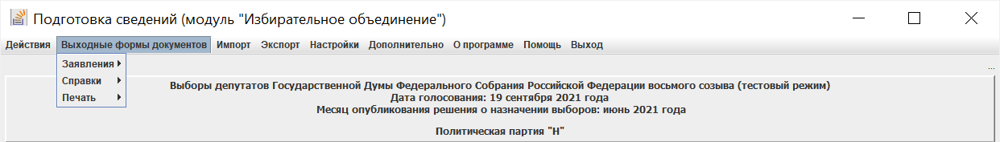 Подготовка сведений (модуль "Избирательное объединение")
Действия Выходные формы документов Импорт Экспорт Настройки Дополнительно О программе Помощь Выход
Заявления
Справки
Печать
...
Выборы депутатов Государственной Думы Федерального Собрания Российской Федерации восьмого созыва (тестовый режим)
Дата голосования: 19 сентября 2021 года
Месяц опубликования решения о назначении выборов: июнь 2021 года
Политическая партия "Н"